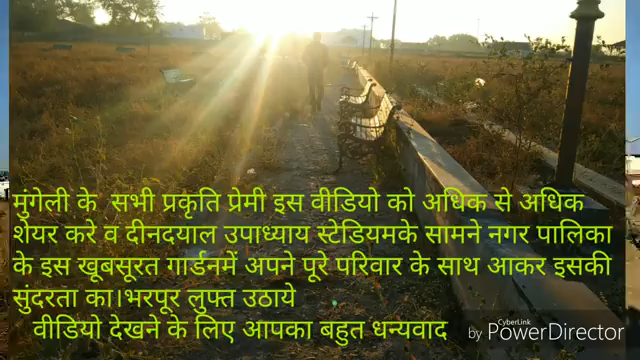 मुंगेली के  सभी प्रकृति प्रेमी इस वीडियो को अधिक से अधिक
शेयर करे व दीनदयाल उपाध्याय स्टेडियमके सामने नगर पालिका
के इस खूबसूरत गार्डनमें अपने पूरे परिवार के साथ आकर इसकी
सुंदरता का।भरपूर लुफ्त उठाये
वीडियो देखने के लिए आपका बहुत धन्यवाद
by CyberLink PowerDirector